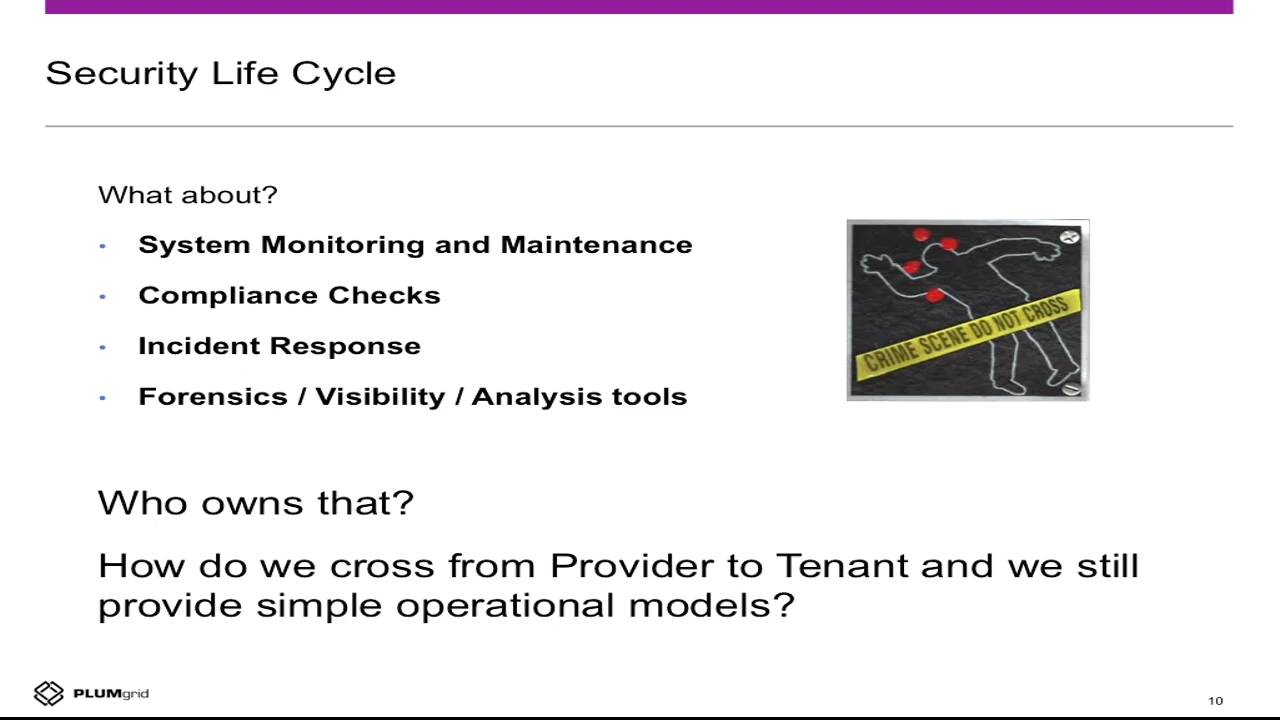 Security Life Cycle
What about?
• System Monitoring and Maintenance
• Compliance Checks
• Incident Response
• Forensics / Visibility / Analysis tools
CRIME SCENE DO NOT CROSS
Who owns that?
How do we cross from Provider to Tenant and we still
provide simple operational models?
PLUMgrid
10